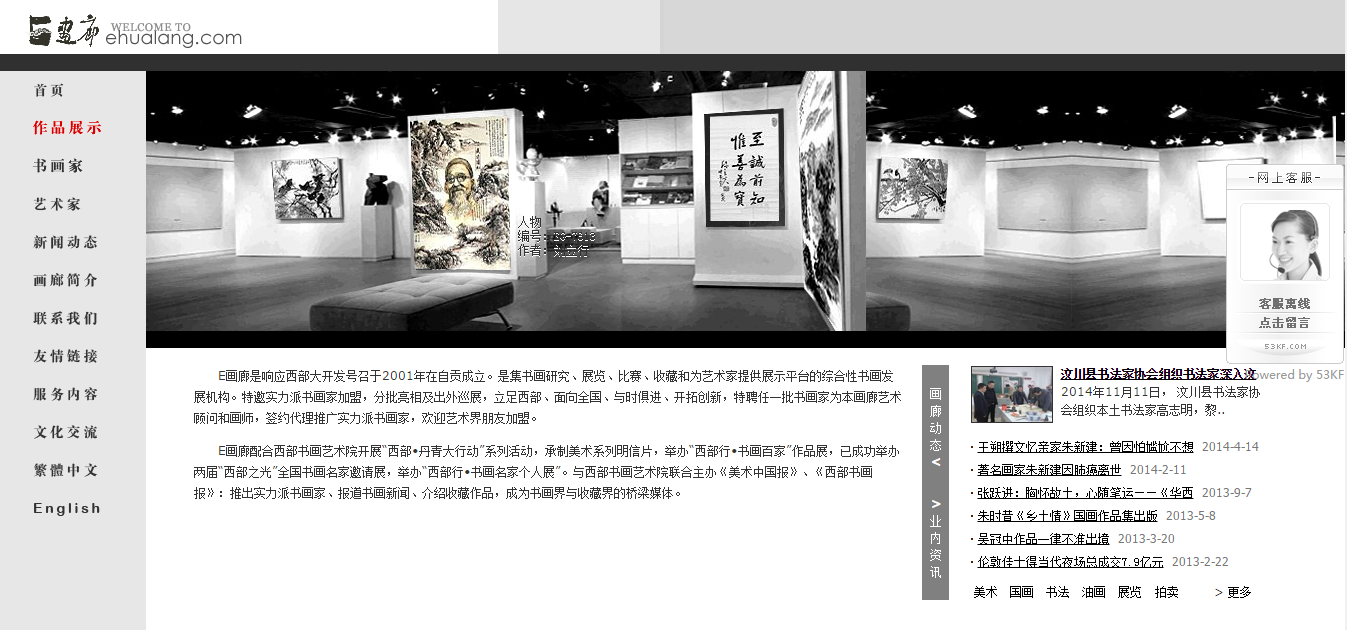 E画廊
WELCOME TO
ehualang.com
首页
作品展示
书画家
艺术家
新闻动态
画廊简介
联系我们
友情链接
服务内容
文化交流
繁體中文
English
至誠前知
惟善為寶
人物
编号：
作者：
-网上客服-
客服离线
点击留言
53KF.COM
Powered by 53KF
E画廊是响应西部大开发号召于2001年在自贡成立。是集书画研究、展览、比赛、收藏和为艺术家提供展示平台的综合性书画发
展机构。特邀实力派书画家加盟，分批亮相及出外巡展，立足西部、面向全国、与时俱进、开拓创新，特聘任一批书画家为本画廊艺术
顾问和画师，签约代理推广实力派书画家，欢迎艺术界朋友加盟。
E画廊配合西部书画艺术院开展“西部•丹青大行动”系列活动，承制美术系列明信片，举办“西部行•书画百家”作品展，已成功举办
两届“西部之光”全国书画名家邀请展，举办“西部行•书画名家个人展”。与西部书画艺术院联合主办《美术中国报》、《西部书画
报》：推出实力派书画家、报道书画新闻、介绍收藏作品，成为书画界与收藏界的桥梁媒体。
画廊动态 <
> 业内资讯
汶川县书法家协会组织书法家深入汶
2014年11月11日， 汶川县书法家协
会组织本土书法家高志明，黎..
· 王朔撰文忆亲家朱新建：曾因怕尴尬不想 2014-4-14
· 著名画家朱新建因肺癌离世 2014-2-11
· 张跃进：胸怀故土，心随笔运——《华西 2013-9-7
· 朱时昔《乡土情》国画作品集出版 2013-5-8
· 吴冠中作品一律不准出境 2013-3-20
· 伦敦佳士得当代夜场总成交7.9亿元 2013-2-22
美术 国画 书法 油画 展览 拍卖 > 更多